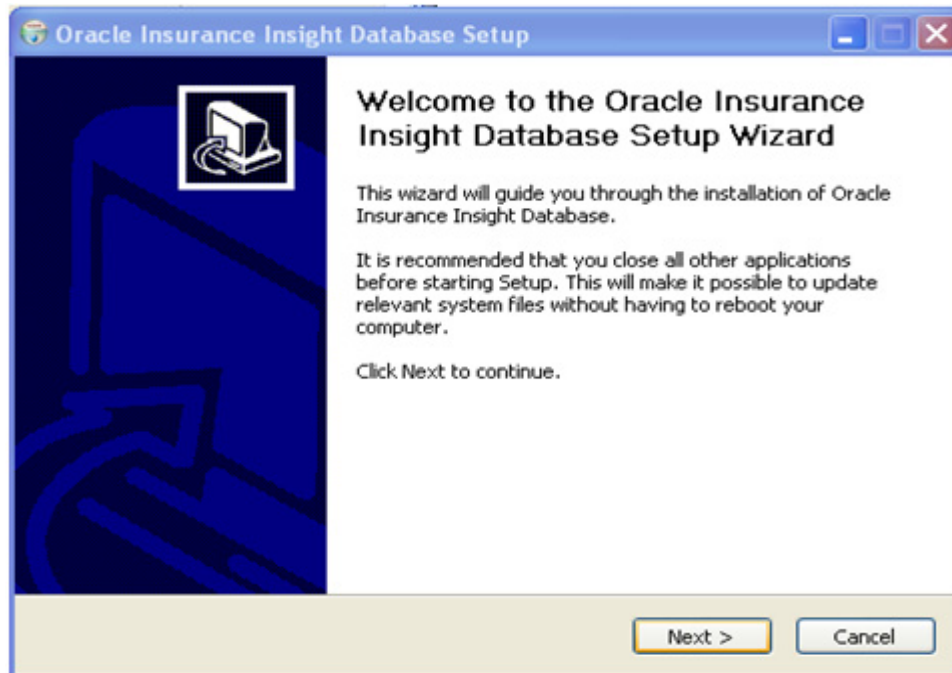 Oracle Insurance Insight Database Setup
Welcome to the Oracle Insurance
Insight Database Setup Wizard
This wizard will guide you through the installation of Oracle
Insurance Insight Database.
It is recommended that you close all other applications
before starting Setup. This will make it possible to update
relevant system files without having to reboot your
computer.
Click Next to continue.
Next >
Cancel